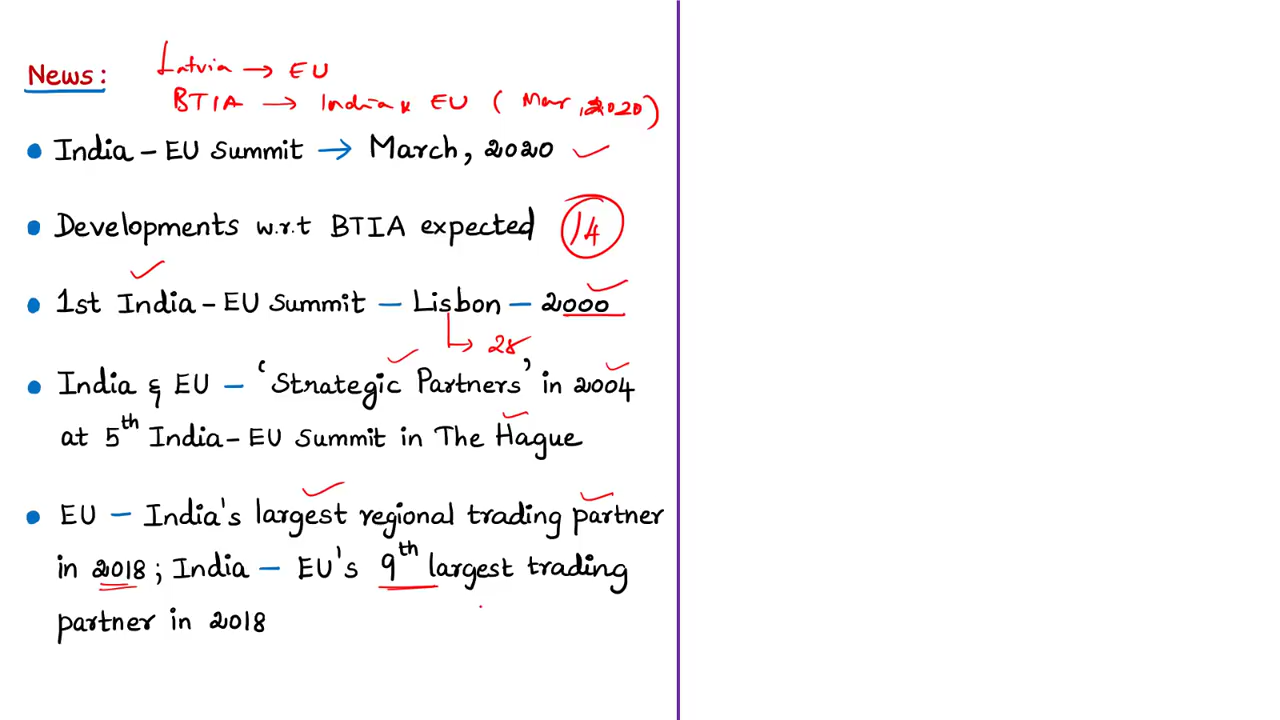 News: Latvia → EU
BTIA → India & EU (Mar, 2020)
• India – EU Summit → March, 2020 ✓
• Developments w.r.t BTIA expected 14
• 1st India – EU Summit – Lisbon – 2000
↳ 28
• India & EU – 'Strategic Partners' in 2004
at 5th India – EU Summit in The Hague
• EU – India's largest regional trading partner
in 2018; India – EU's 9th largest trading
partner in 2018